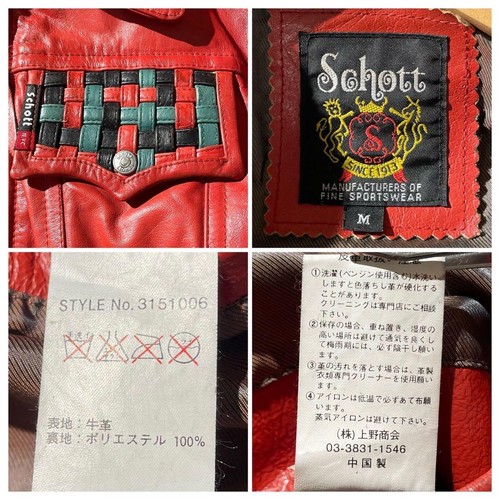 Schott
NYC
Schott
S
SINCE 1913
MANUFACTURERS OF
FINE SPORTSWEAR
M
STYLE No. 3151006
表地: 牛革
裏地: ポリエステル 100%
①洗濯(ベンジン使用含む)水洗い
しますと色落ちし革が硬化する
ことがあります。
クリーニングは専門店にご相談
下さい。
②保存の場合、重ね置き、湿度の
高い場所は避けて通気を良くし
て梅雨期には、必ず陰干し願い
ます。
③革の汚れを落とす場合は、革製
衣類専門クリーナーを使用願い
ます。
④アイロンは低温で必ずあて布願
います。
蒸気アイロンは避けて下さい。
(株)上野商会
03-3831-1546
中国製